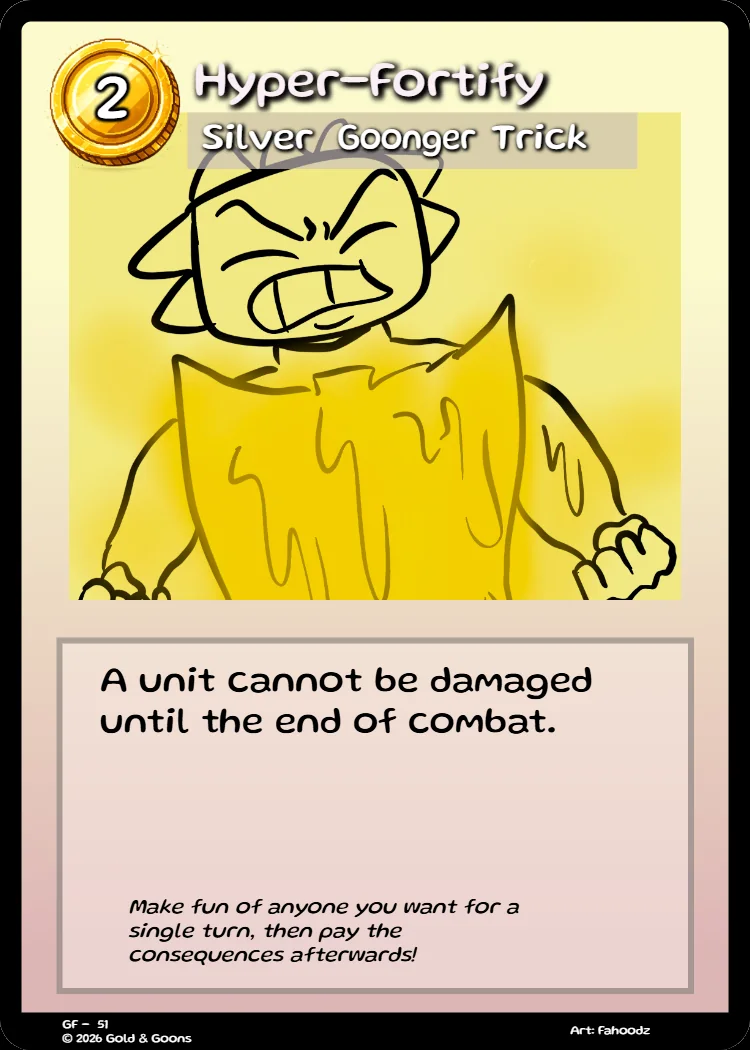 2
Hyper-fortify
Silver Goonger Trick
A unit cannot be damaged
until the end of combat.
Make fun of anyone you want for a
single turn, then pay the
consequences afterwards!
GF - S1
© 2026 Gold & Goons
Art: Fahoodz